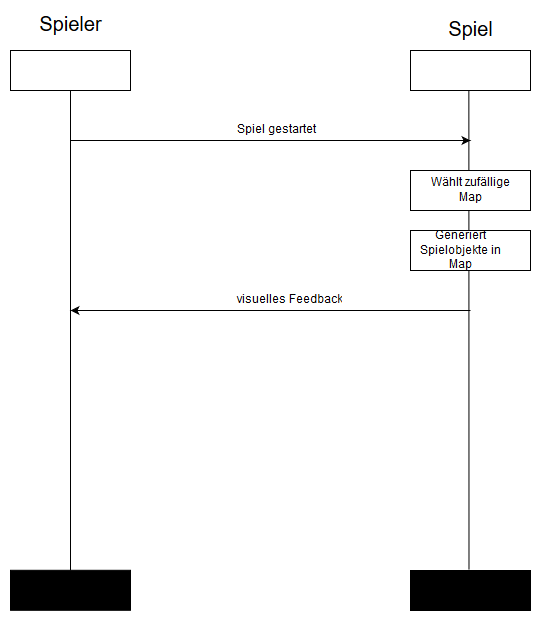 Spieler
Spiel
Spiel gestartet
Wählt zufällige
Map
Generiert
Spielobjekte in
Map
visuelles Feedback